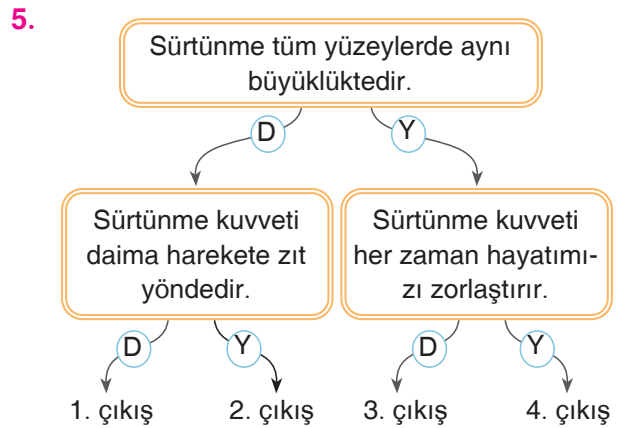 5.
Sürtünme tüm yüzeylerde aynı
büyüklüktedir.
D
Y
Sürtünme kuvveti
daima harekete zıt
yöndedir.
Sürtünme kuvveti
her zaman hayatımı-
zı zorlaştırır.
D
Y
D
Y
1. çıkış
2. çıkış
3. çıkış
4. çıkış